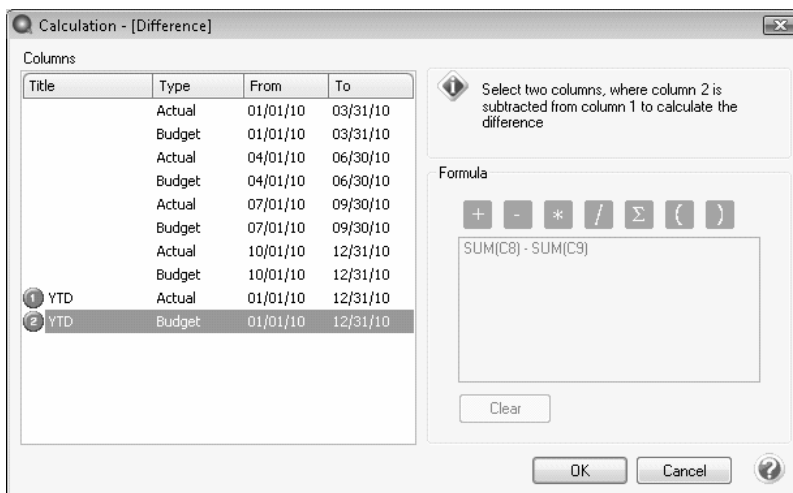 Calculation - [Difference]
Columns
Title Type From To
Actual 01/01/10 03/31/10
Budget 01/01/10 03/31/10
Actual 04/01/10 06/30/10
Budget 04/01/10 06/30/10
Actual 07/01/10 09/30/10
Budget 07/01/10 09/30/10
Actual 10/01/10 12/31/10
Budget 10/01/10 12/31/10
1 YTD Actual 01/01/10 12/31/10
2 YTD Budget 01/01/10 12/31/10
Select two columns, where column 2 is
subtracted from column 1 to calculate the
difference
Formula
+ - * / Σ ( )
SUM(C8) - SUM(C9)
Clear
OK Cancel ?